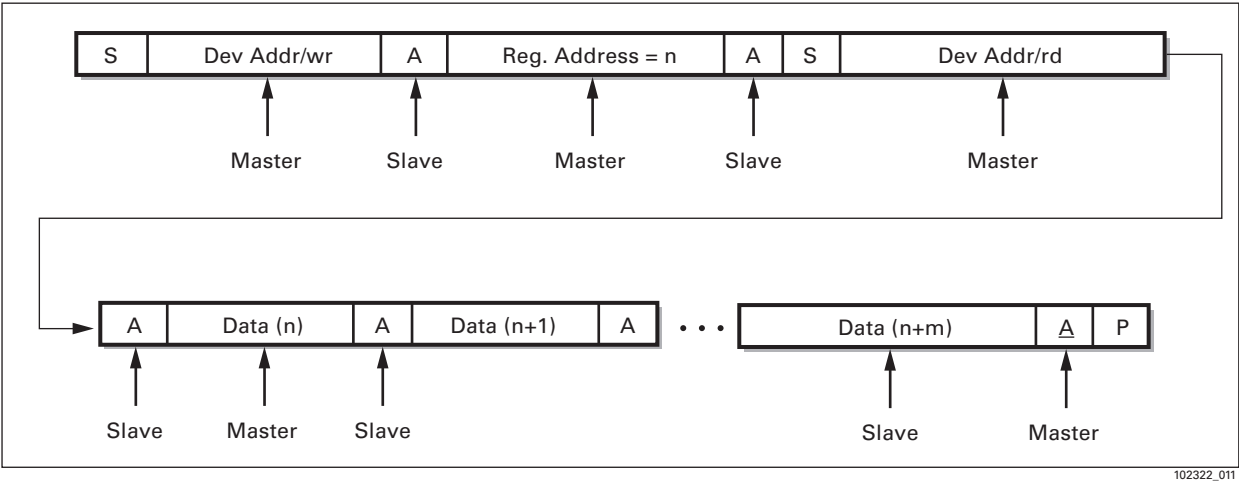 S Dev Addr/wr A Reg. Address = n A S Dev Addr/rd
Master Slave Master Slave Master
A Data (n) A Data (n+1) A • • • Data (n+m) A P
Slave Master Slave Slave Master
102322_011